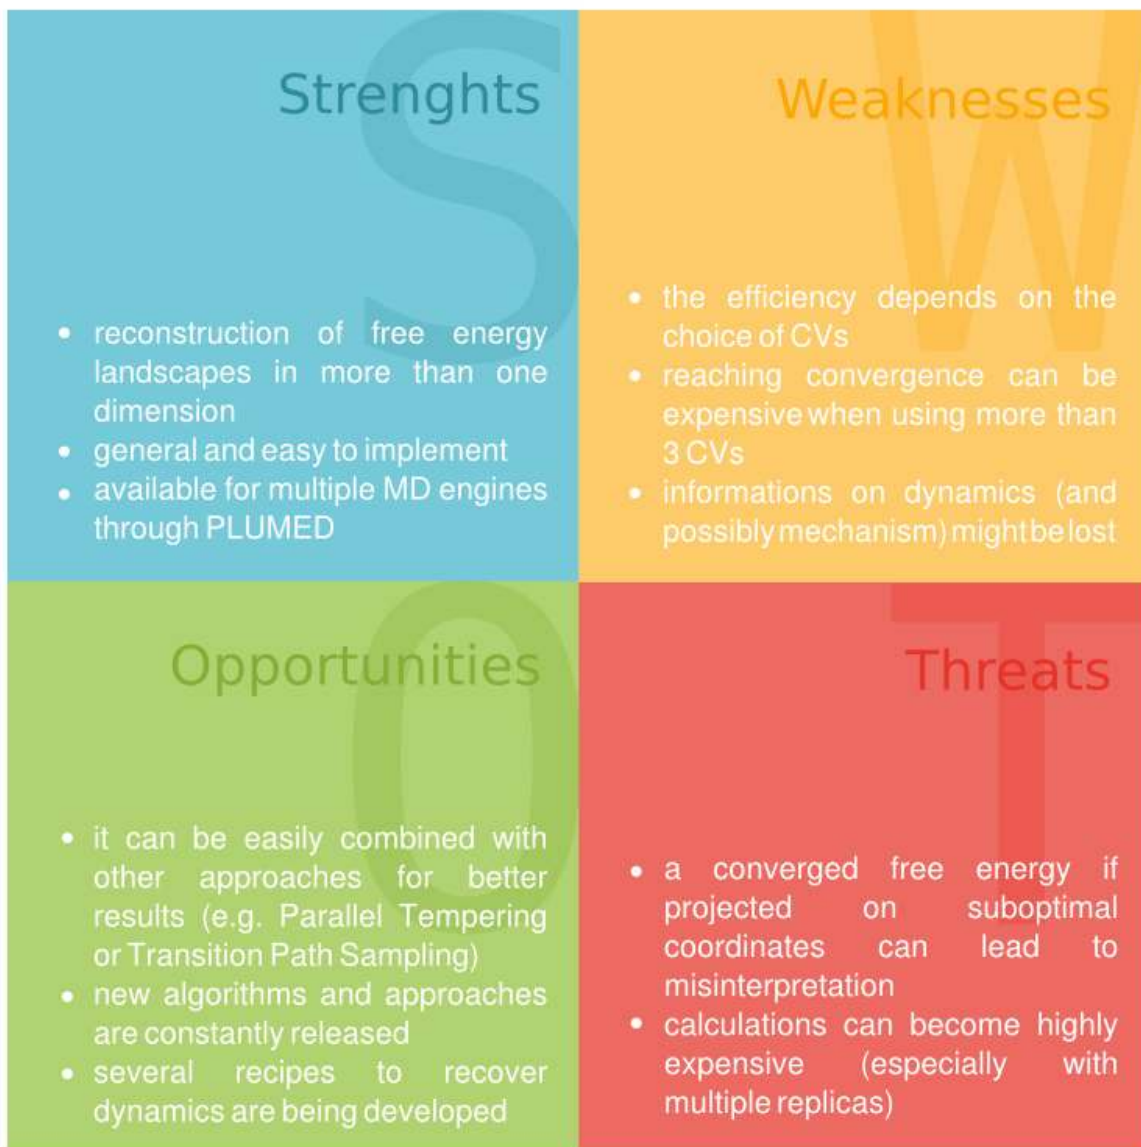 S
Strenghts
• reconstruction of free energy
landscapes in more than one
dimension
• general and easy to implement
• available for multiple MD engines
through PLUMED
W
Weaknesses
• the efficiency depends on the
choice of CVs
• reaching convergence can be
expensive when using more than
3 CVs
• informations on dynamics (and
possibly mechanism) might be lost
O
Opportunities
• it can be easily combined with
other approaches for better
results (e.g. Parallel Tempering
or Transition Path Sampling)
• new algorithms and approaches
are constantly released
• several recipes to recover
dynamics are being developed
T
Threats
• a converged free energy if
projected on suboptimal
coordinates can lead to
misinterpretation
• calculations can become highly
expensive (especially with
multiple replicas)